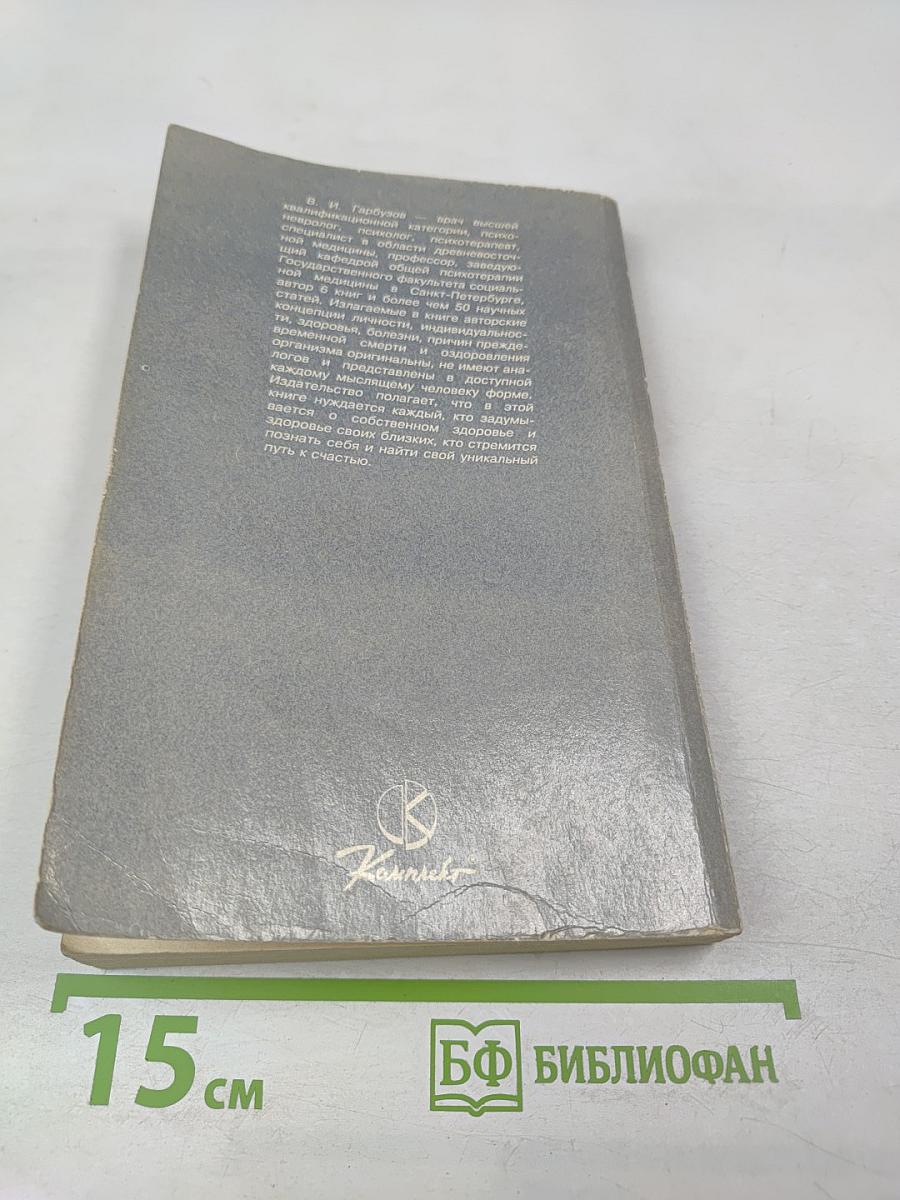 В. И. Гарбузов — врач высшей
квалификационной категории, психо-
невролог, психолог, психотерапевт,
специалист в области древневосточ-
ной медицины, профессор, заведую-
щий кафедрой общей психотерапии
Государственного факультета социаль-
ной медицины в Санкт-Петербурге,
автор 6 книг и более чем 50 научных
статей. Излагаемые в книге авторские
концепции личности, индивидуальнос-
ти, здоровья, болезни, причин прежде-
временной смерти и оздоровления
организма оригинальны, не имеют ана-
логов и представлены в доступной
каждому мыслящему человеку форме.
Издательство полагает, что в этой
книге нуждается каждый, кто задумы-
вается о собственном здоровье и
здоровье своих близких, кто стремится
познать себя и найти свой уникальный
путь к счастью.
К
Комплект
15 см
БФ БИБЛИОФАН